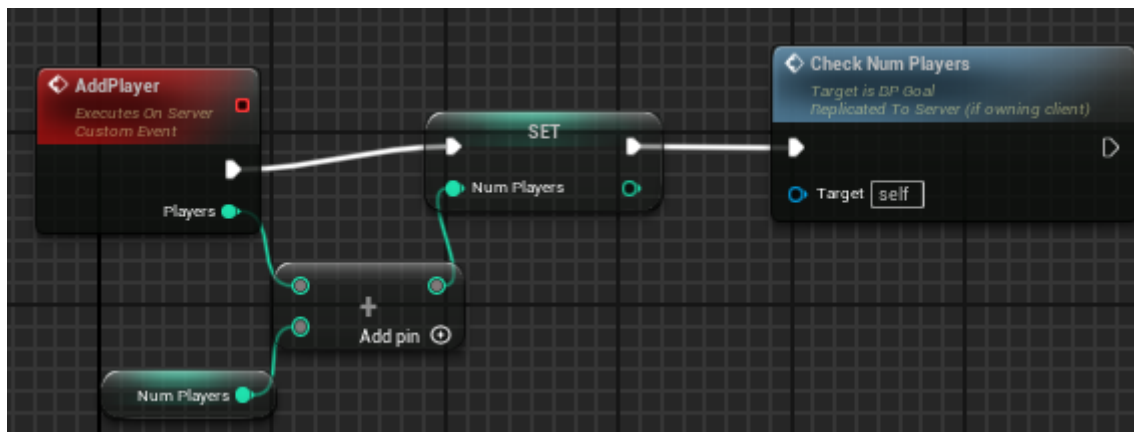 AddPlayer
Executes On Server
Custom Event
Players
SET
Num Players
Check Num Players
Target is BP Goal
Replicated To Server (if owning client)
Target self
+
Add pin
Num Players